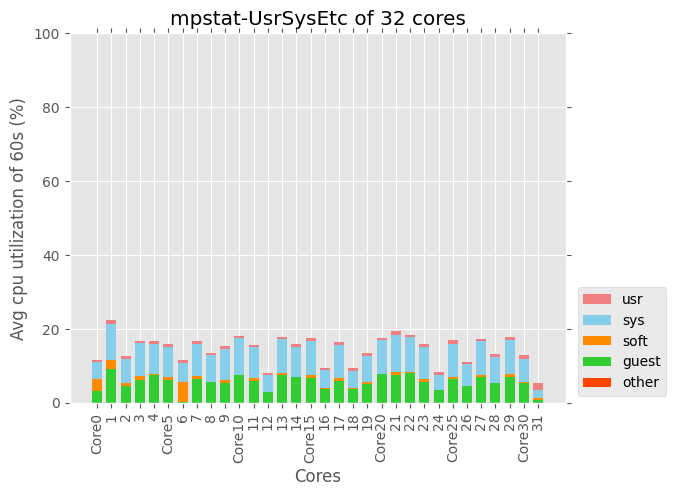 mpstat-UsrSysEtc of 32 cores
Avg cpu utilization of 60s (%)
100
80
60
40
20
0
Core0
1
2
3
4
Core5
6
7
8
9
Core10
11
12
13
14
Core15
16
17
18
19
Core20
21
22
23
24
Core25
26
27
28
29
Core30
31
Cores
usr
sys
soft
guest
other